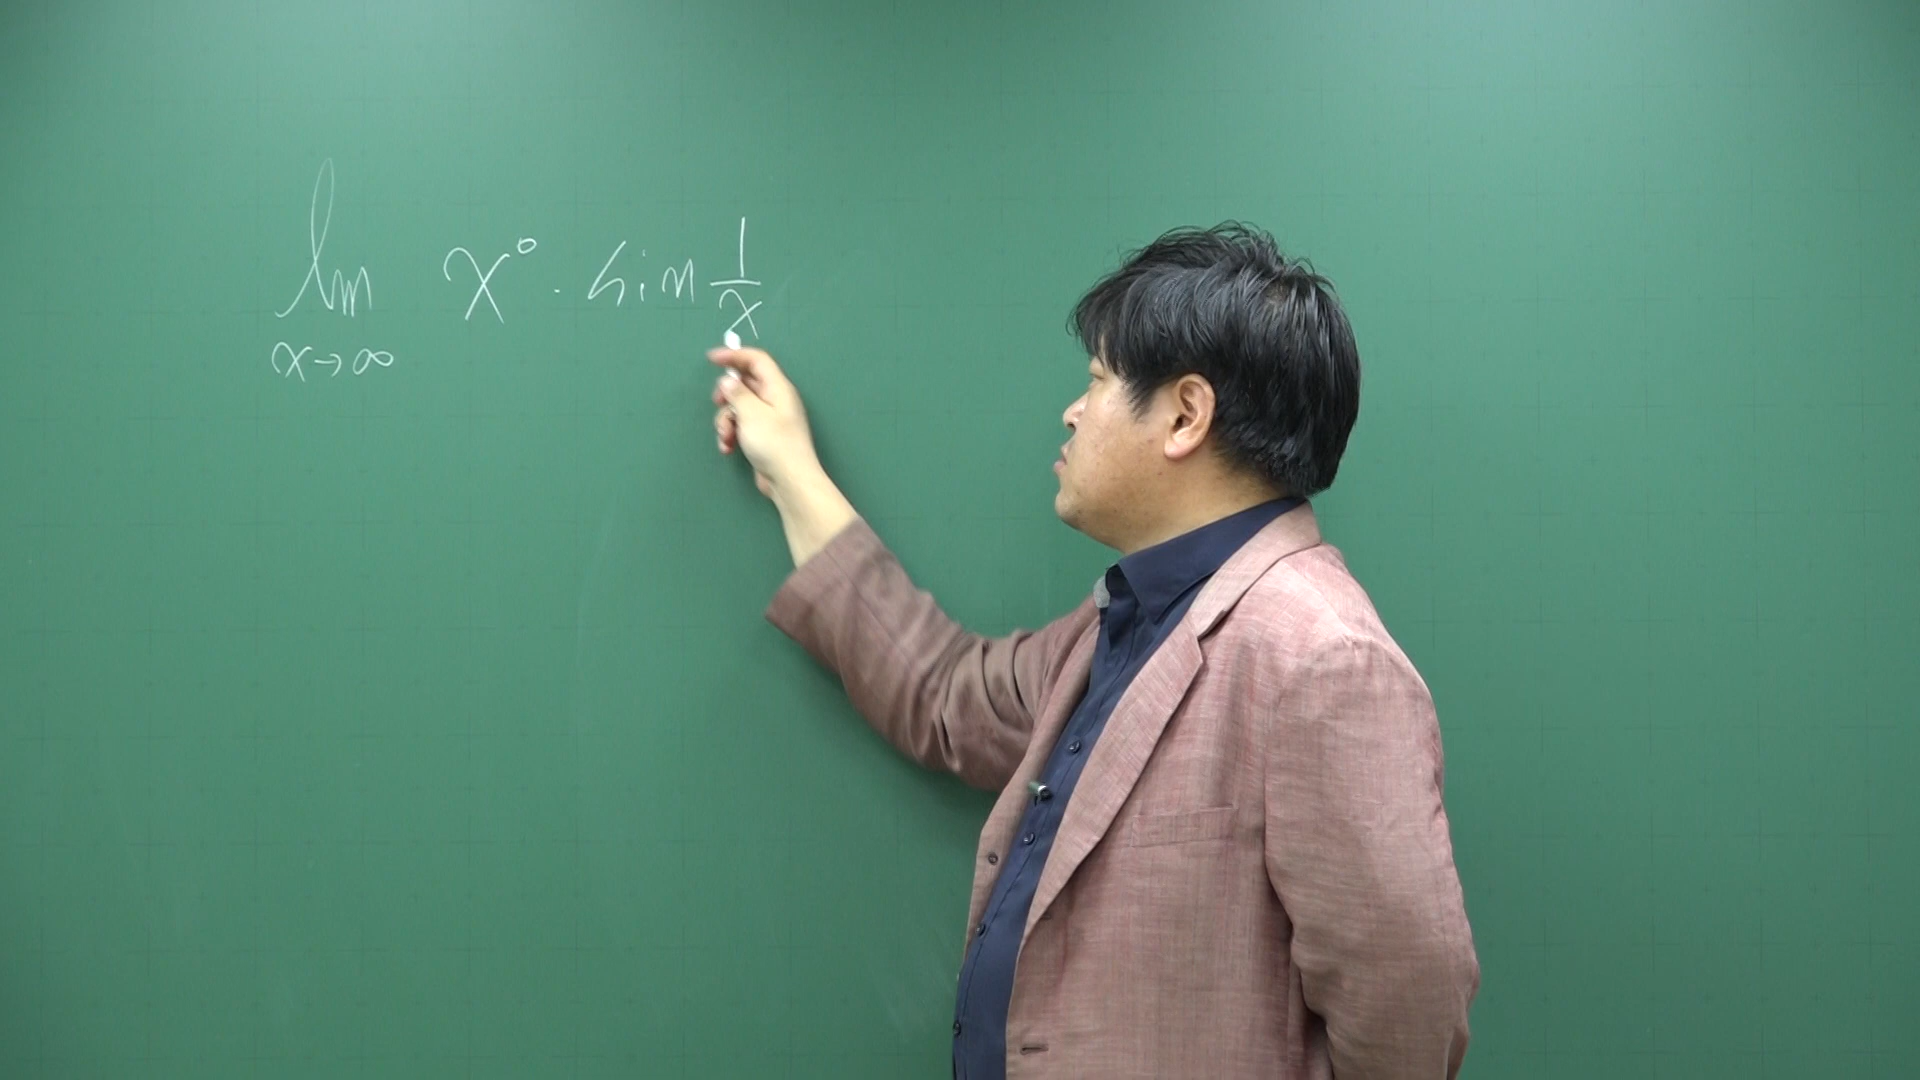 lim x° · sin 1/x
x→∞